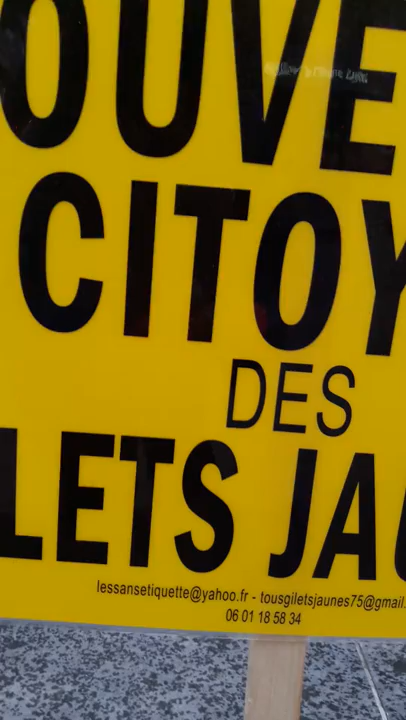 OUVE
CITOY
DES
LETS JAU
lessansetiquette@yahoo.fr - tousgiletsjaunes75@gmail.
06 01 18 58 34